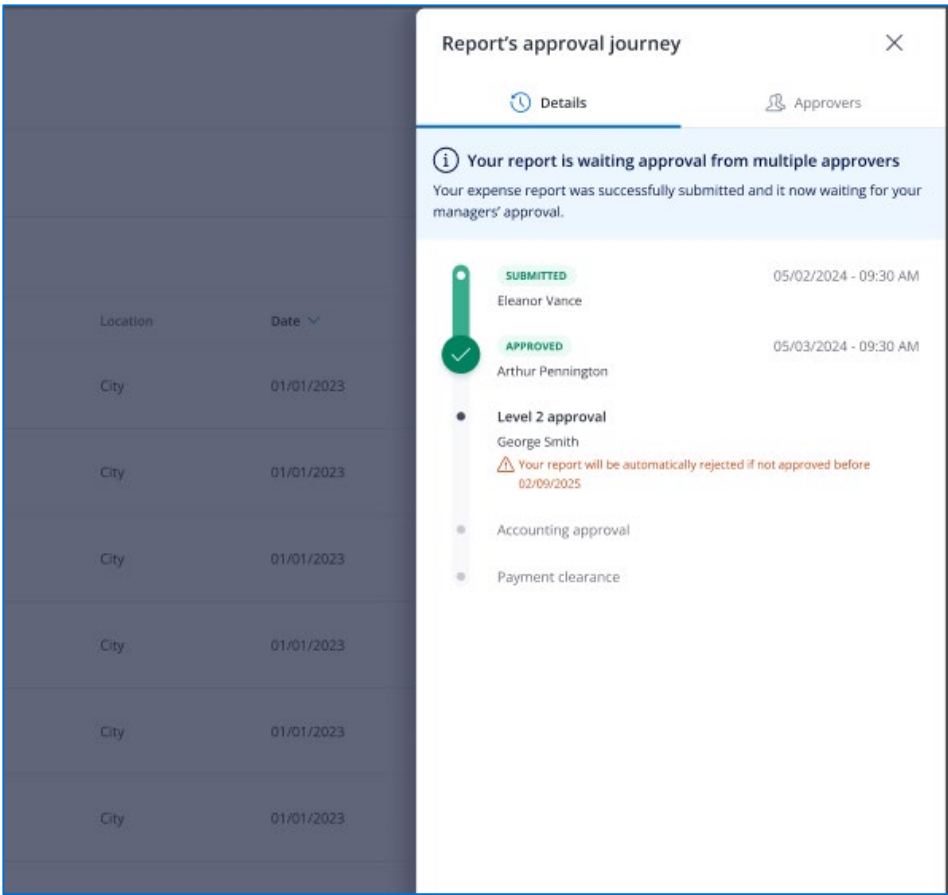 Report's approval journey
Details
Approvers
Your report is waiting approval from multiple approvers
Your expense report was successfully submitted and it now waiting for your
managers' approval.
SUBMITTED
05/02/2024 - 09:30 AM
Eleanor Vance
APPROVED
05/03/2024 - 09:30 AM
Arthur Pennington
Level 2 approval
George Smith
Your report will be automatically rejected if not approved before
02/09/2025
Accounting approval
Payment clearance
Location
Date
City
01/01/2023
City
01/01/2023
City
01/01/2023
City
01/01/2023
City
01/01/2023
City
01/01/2023